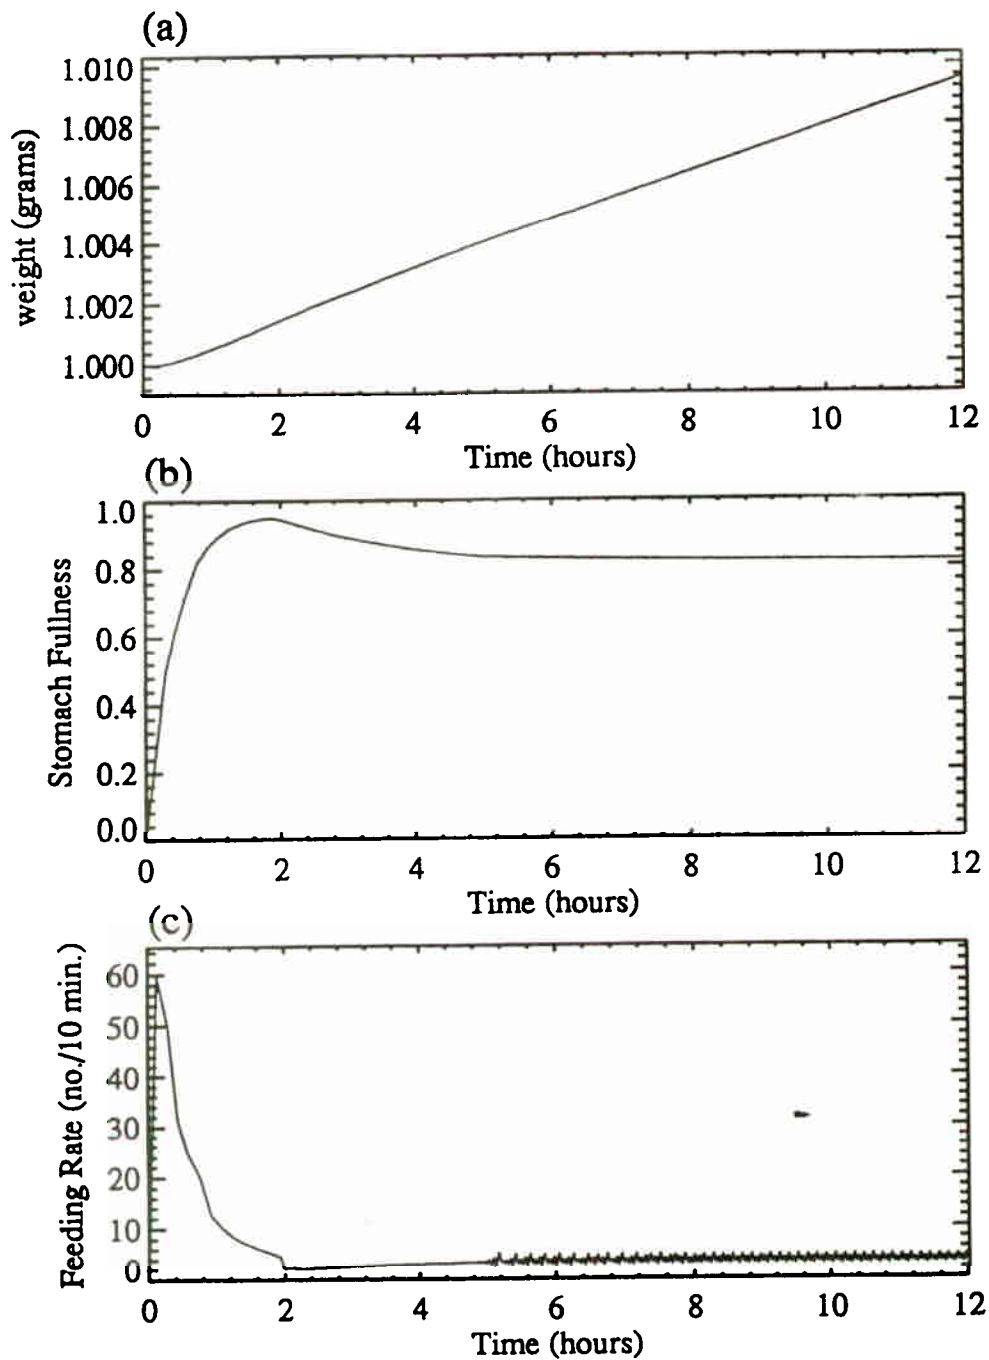 (a)
1.010
1.008
1.006
1.004
1.002
1.000
weight (grams)
0 2 4 6 8 10 12
Time (hours)
(b)
1.0
0.8
0.6
0.4
0.2
0.0
Stomach Fullness
0 2 4 6 8 10 12
Time (hours)
(c)
60
50
40
30
20
10
0
Feeding Rate (no./10 min.)
0 2 4 6 8 10 12
Time (hours)